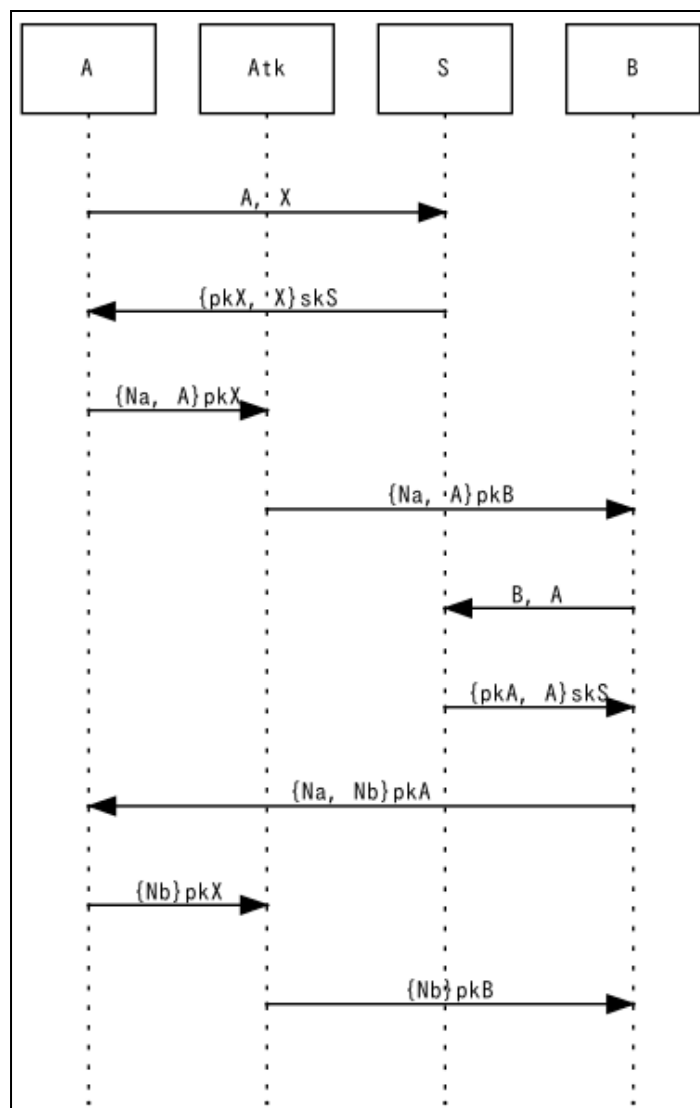 A
Atk
S
B
A, X
{pkX, X}skS
{Na, A}pkX
{Na, A}pkB
B, A
{pkA, A}skS
{Na, Nb}pkA
{Nb}pkX
{Nb}pkB